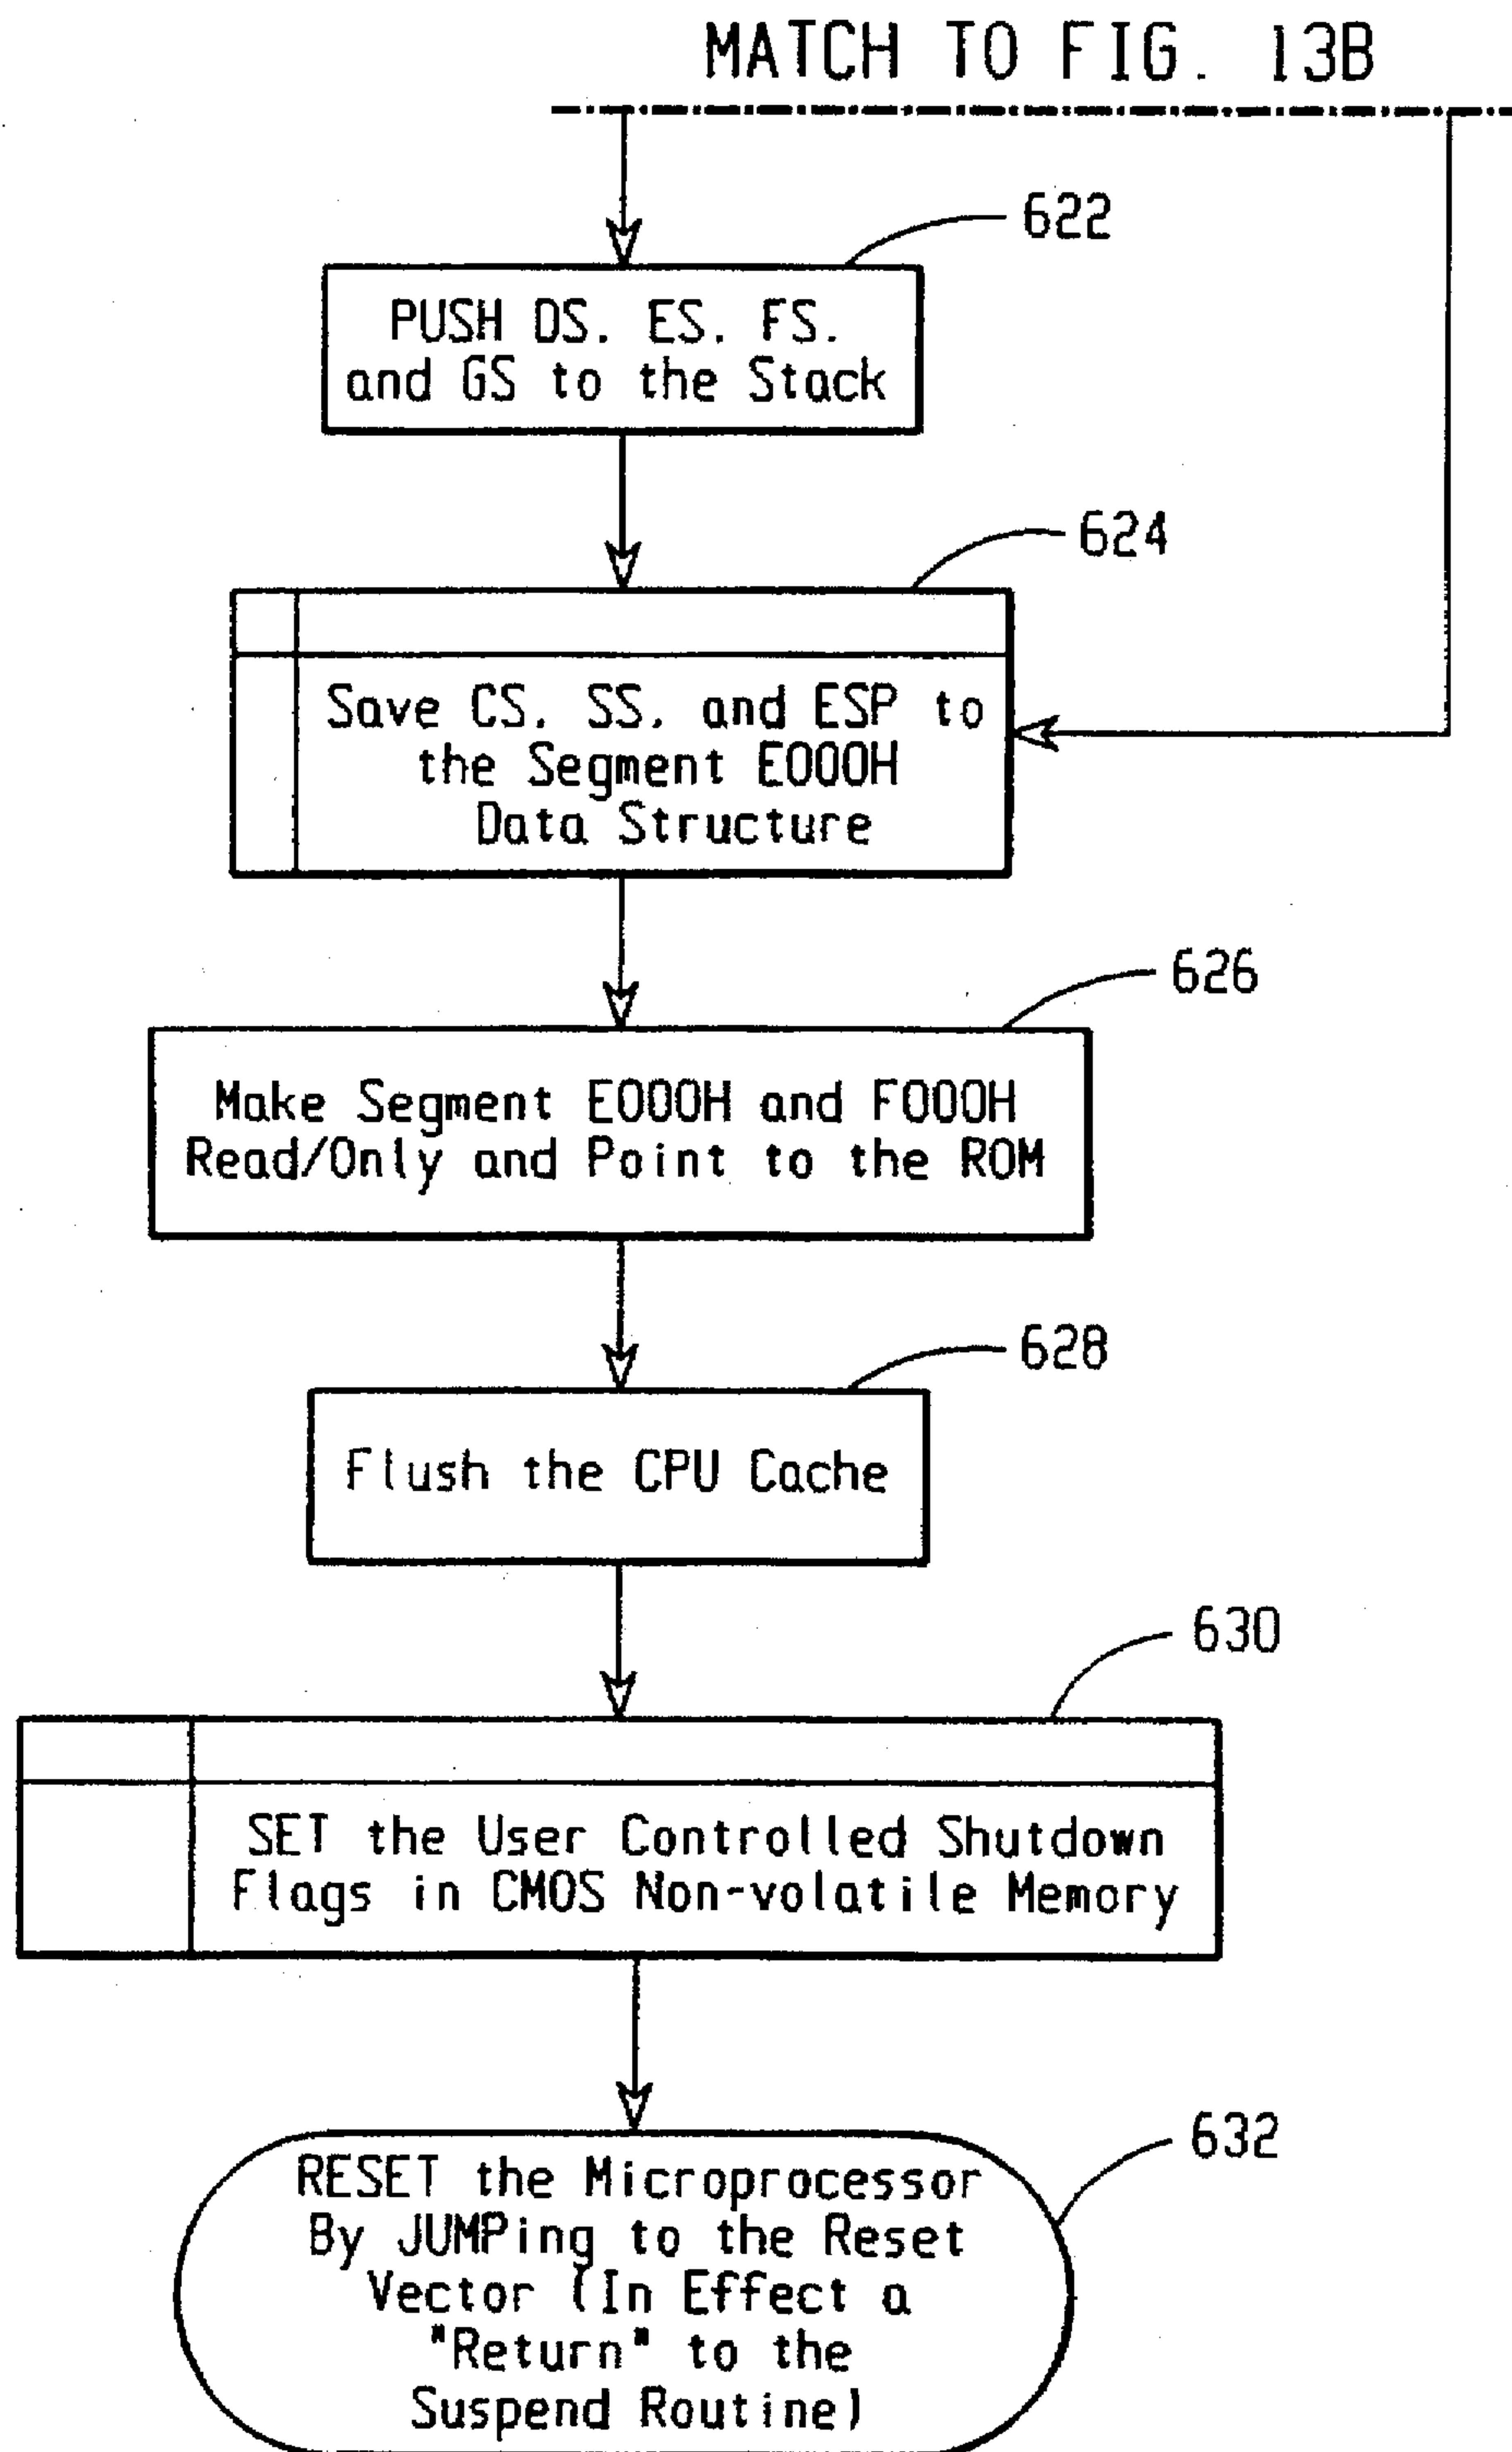 MATCH TO FIG. 13B
622
PUSH DS, ES, FS,
and GS to the Stack
624
Save CS, SS, and ESP to
the Segment E000H
Data Structure
626
Make Segment E000H and F000H
Read/Only and Point to the ROM
628
Flush the CPU Cache
630
SET the User Controlled Shutdown
Flags in CMOS Non-volatile Memory
632
RESET the Microprocessor
By JUMPing to the Reset
Vector (In Effect a
"Return" to the
Suspend Routine)